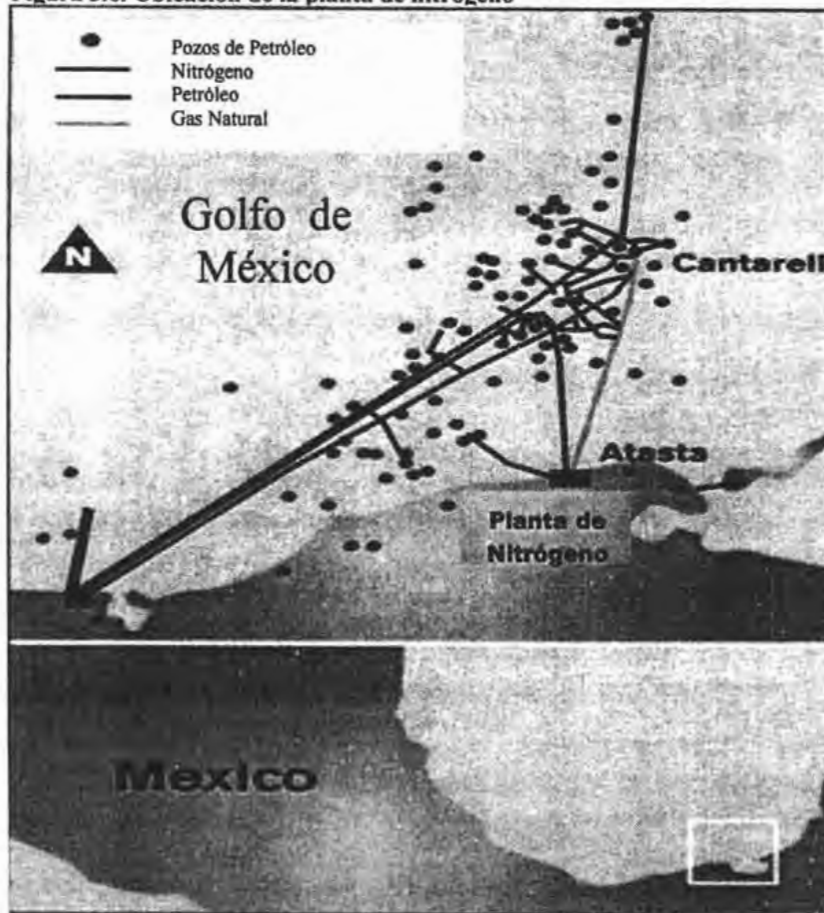 Pozos de Petróleo
Nitrógeno
Petróleo
Gas Natural
N
Golfo de
México
Cantarell
Atasta
Planta de
Nitrógeno
Mexico